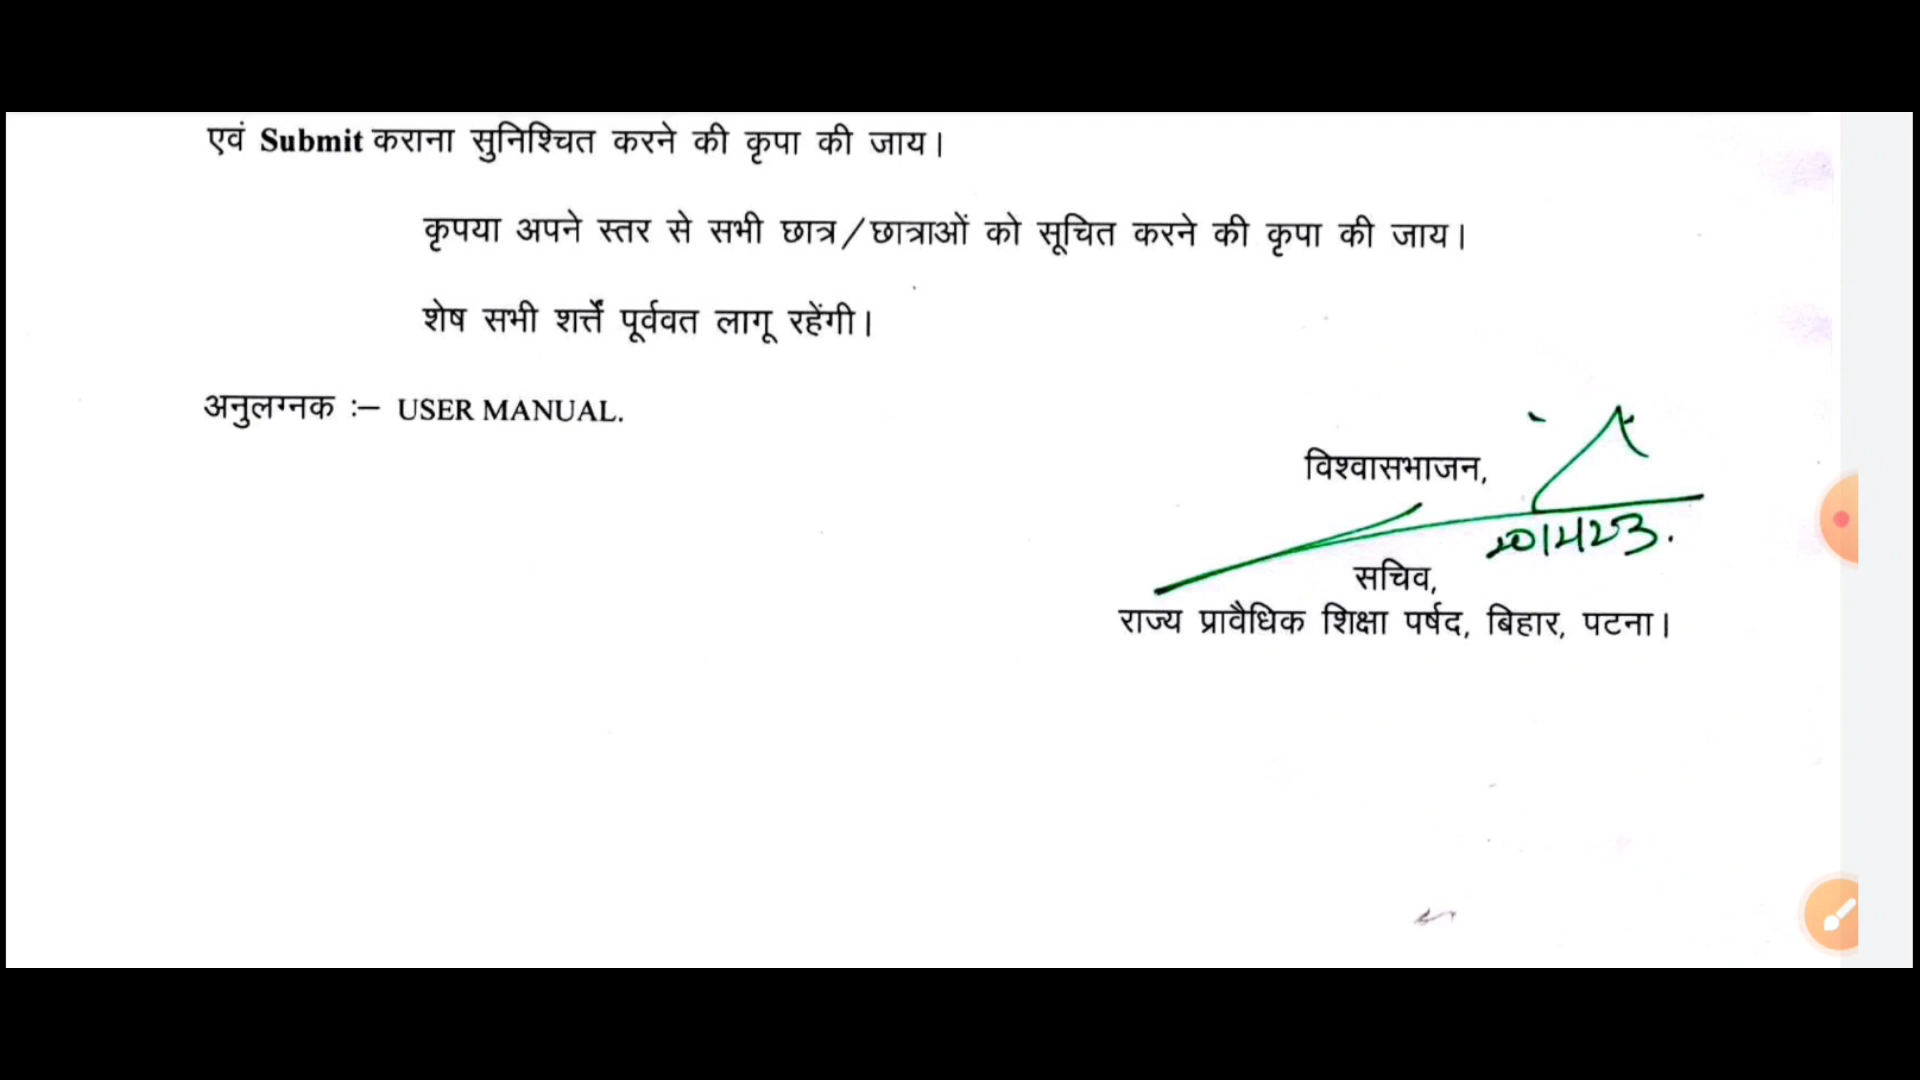 एवं Submit कराना सुनिश्चित करने की कृपा की जाय।
कृपया अपने स्तर से सभी छात्र/छात्राओं को सूचित करने की कृपा की जाय।
शेष सभी शर्त्तें पूर्ववत लागू रहेंगी।
अनुलग्नक :– USER MANUAL.
विश्वासभाजन,
सचिव,
राज्य प्रावैधिक शिक्षा पर्षद, बिहार, पटना।